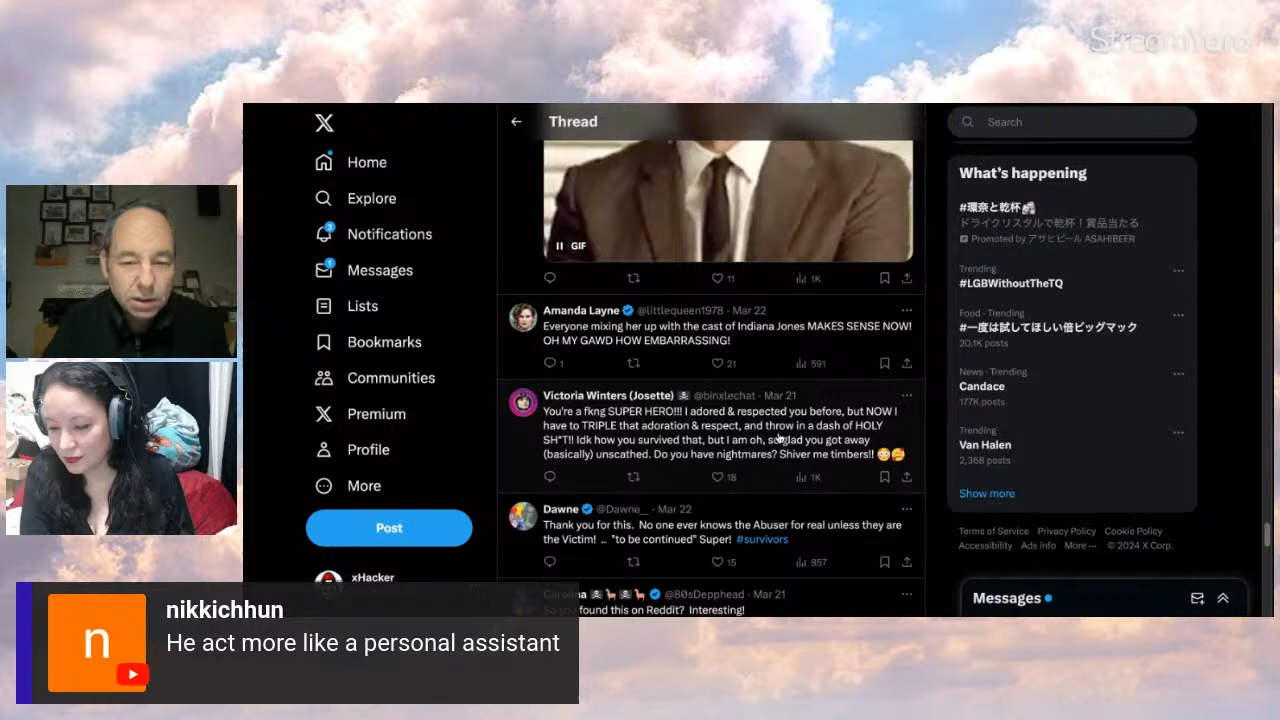 StreamYard
Thread
Search
Home
Explore
3
Notifications
1
Messages
Lists
Bookmarks
Communities
Premium
Profile
More
Post
xHacker
GIF
11
1K
Amanda Layne @littlequeen1978 · Mar 22
Everyone mixing her up with the cast of Indiana Jones MAKES SENSE NOW!
OH MY GAWD HOW EMBARRASSING!
1
21
591
Victoria Winters (Josette) @binxlechat · Mar 21
You're a fkng SUPER HERO!!! I adored & respected you before, but NOW I
have to TRIPLE that adoration & respect, and throw in a dash of HOLY
SH*T!! Idk how you survived that, but I am oh, so glad you got away
(basically) unscathed. Do you have nightmares? Shiver me timbers!!
18
1K
Dawne @Dawne_ · Mar 22
Thank you for this. No one ever knows the Abuser for real unless they are
the Victim! .. "to be continued" Super! #survivors
15
857
Carolina @80sDepphead · Mar 21
So you found this on Reddit? Interesting!
What's happening
#環奈と乾杯
ドライクリスタルで乾杯！賞品当たる
Promoted by アサヒビール ASAHIBEER
Trending
#LGBWithoutTheTQ
Food · Trending
#一度は試してほしい倍ビッグマック
20.1K posts
News · Trending
Candace
177K posts
Trending
Van Halen
2,368 posts
Show more
Terms of Service Privacy Policy Cookie Policy
Accessibility Ads info More ··· © 2024 X Corp.
Messages
n
nikkichhun
He act more like a personal assistant